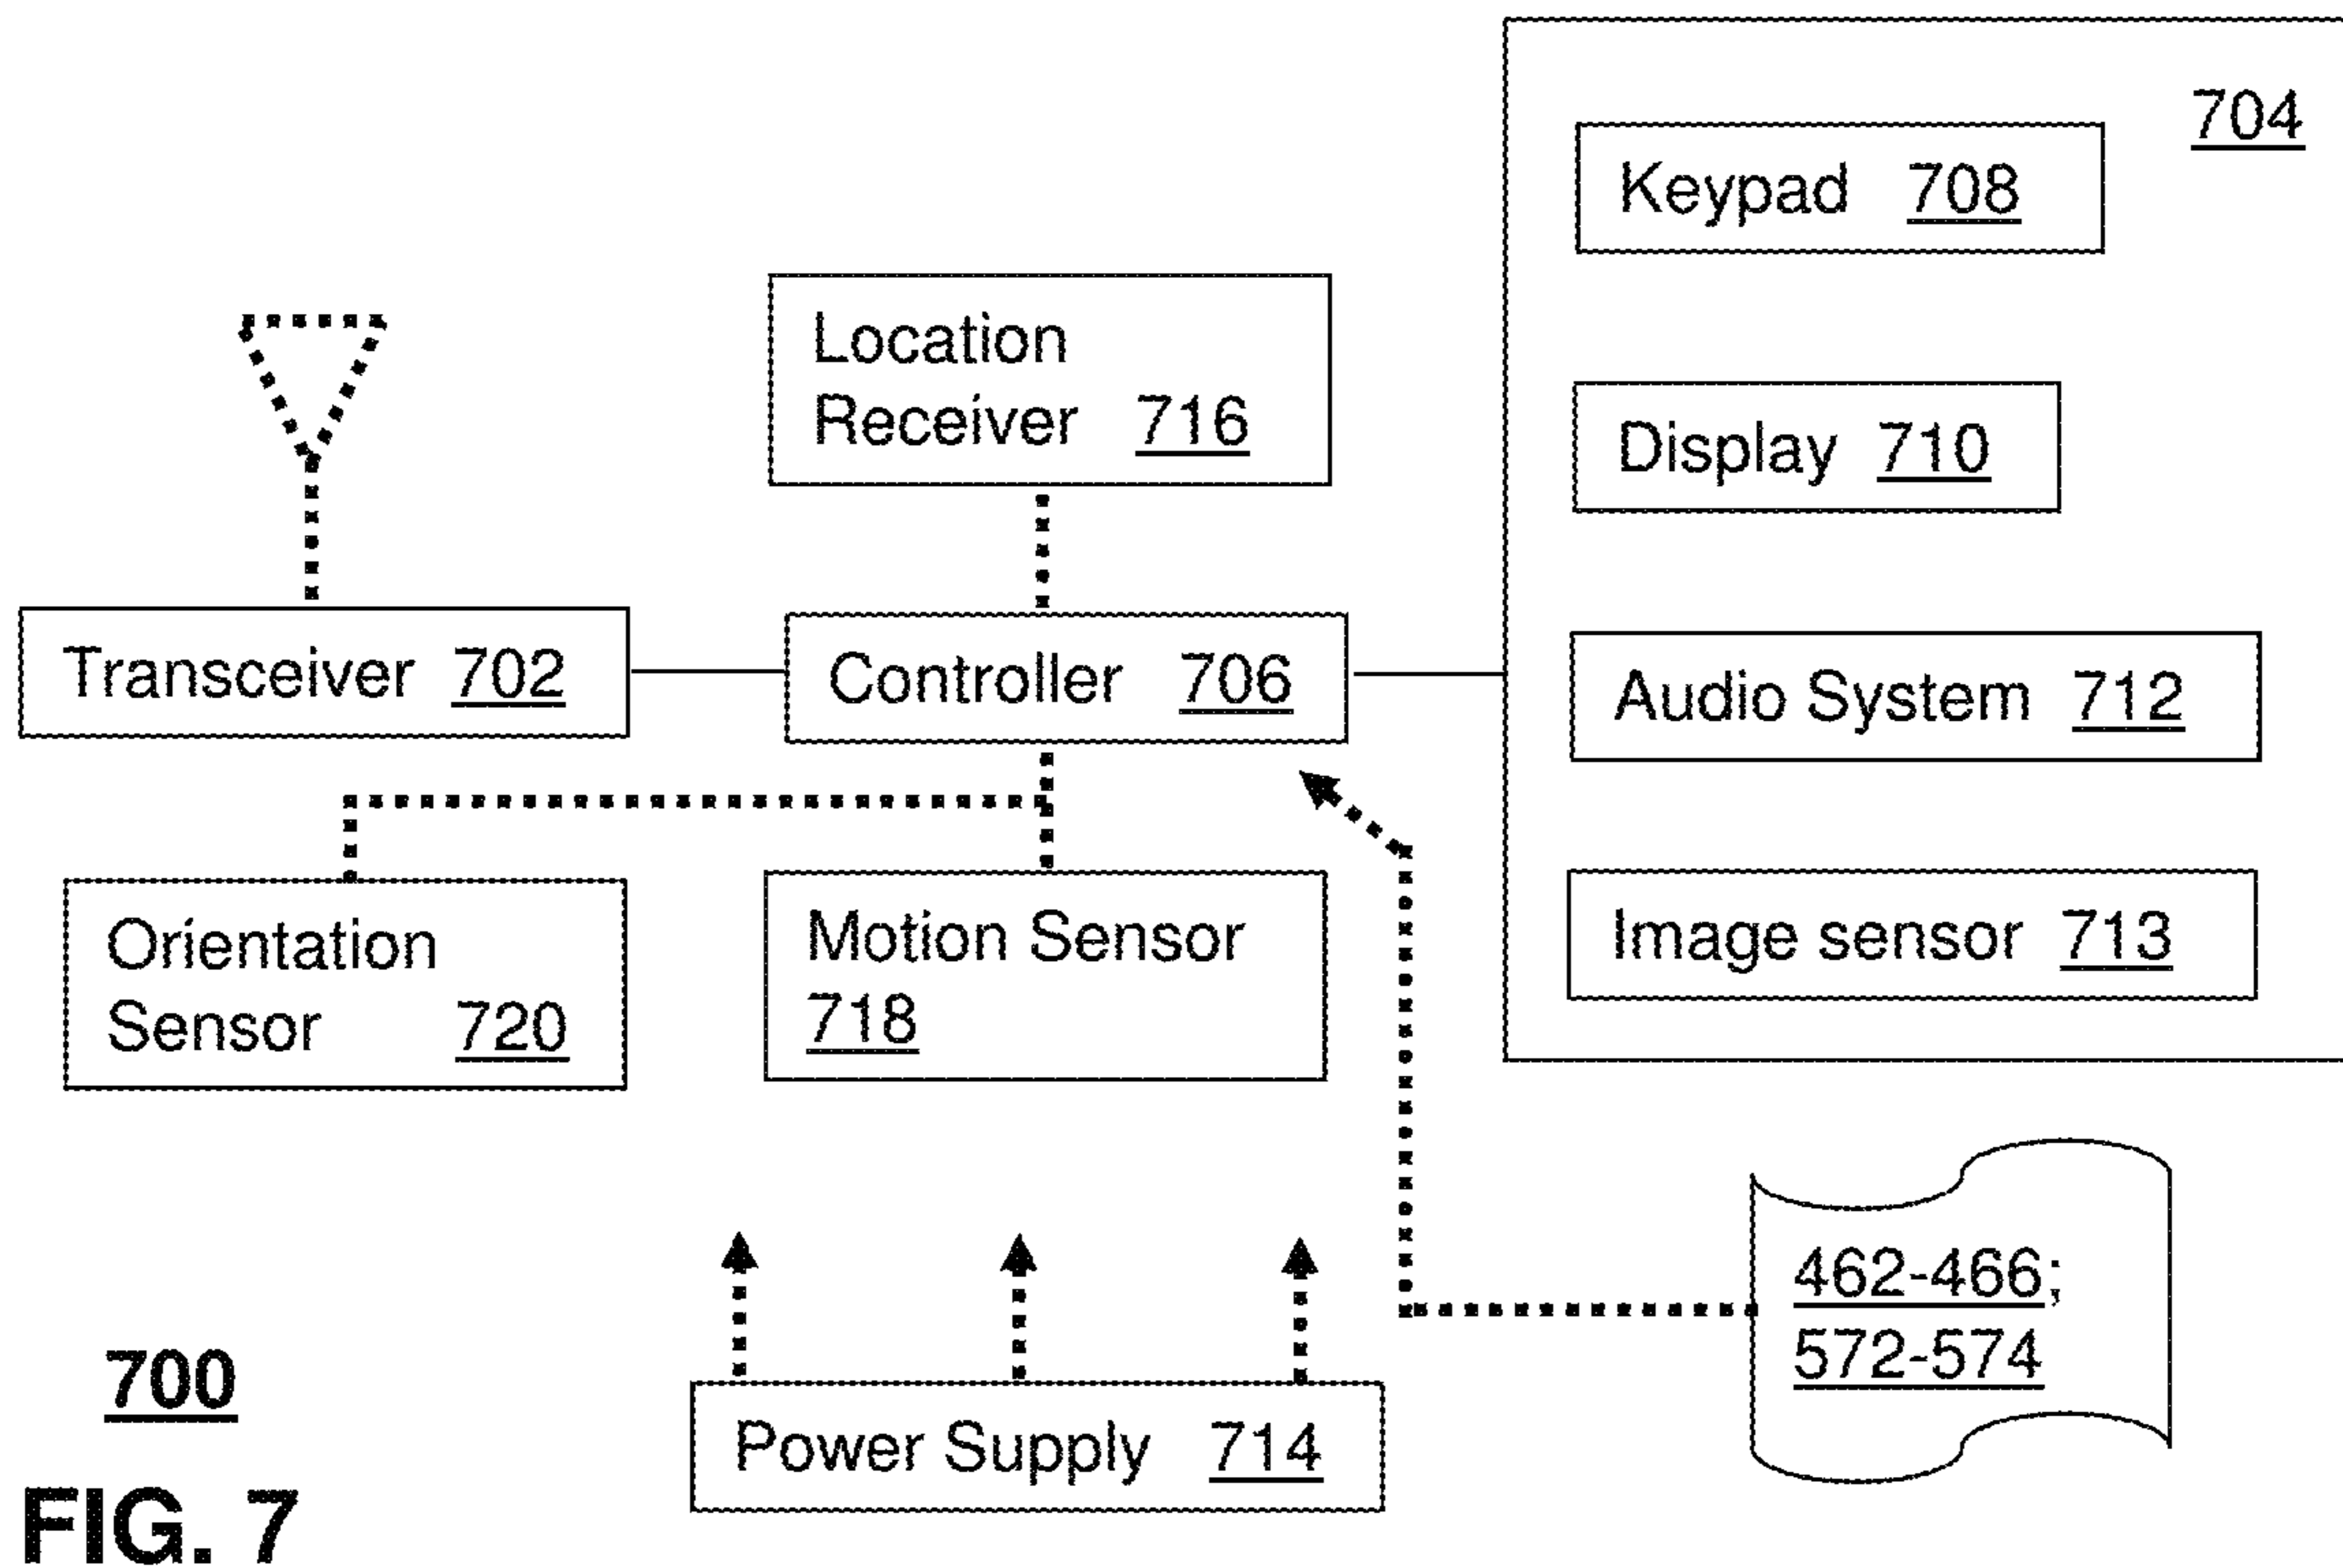 704
Keypad 708
Location
Receiver 716
Display 710
Transceiver 702
Controller 706
Audio System 712
Orientation
Sensor 720
Motion Sensor
718
Image sensor 713
462-466;
572-574
700
Power Supply 714
FIG. 7